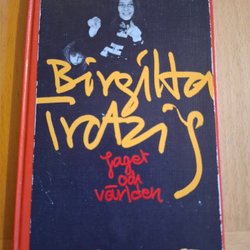 Birgitta
Trotzig
Jaget
och
världen